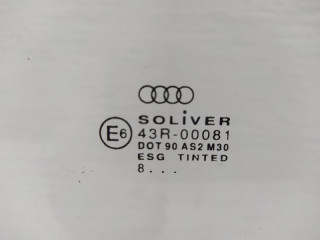 SOLiVER
E6 43R-00081
DOT 90 AS2 M30
ESG TINTED
8...